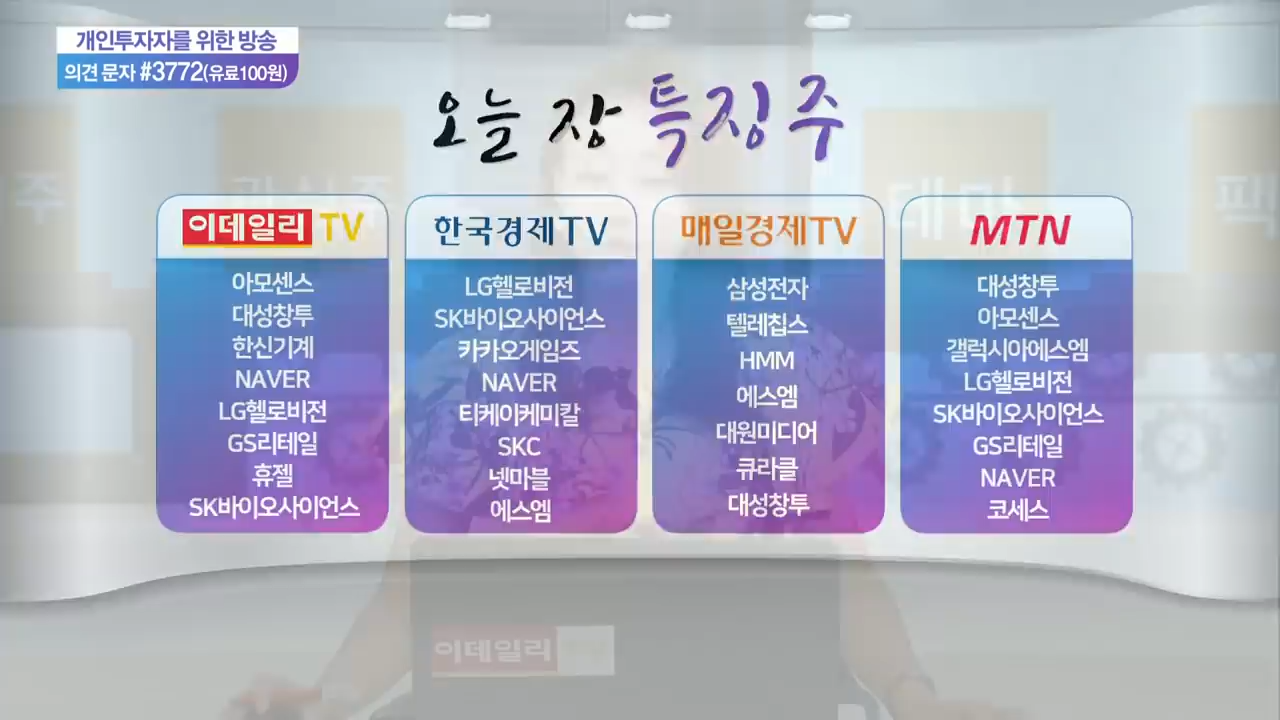 개인투자자를 위한 방송
의견 문자 #3772(유료100원)
오늘 장 특징주
이데일리 TV
아모센스
대성창투
한신기계
NAVER
LG헬로비전
GS리테일
휴젤
SK바이오사이언스
한국경제TV
LG헬로비전
SK바이오사이언스
카카오게임즈
NAVER
티케이케미칼
SKC
넷마블
에스엠
매일경제TV
삼성전자
텔레칩스
HMM
에스엠
대원미디어
큐라클
대성창투
MTN
대성창투
아모센스
갤럭시아에스엠
LG헬로비전
SK바이오사이언스
GS리테일
NAVER
코세스
이데일리